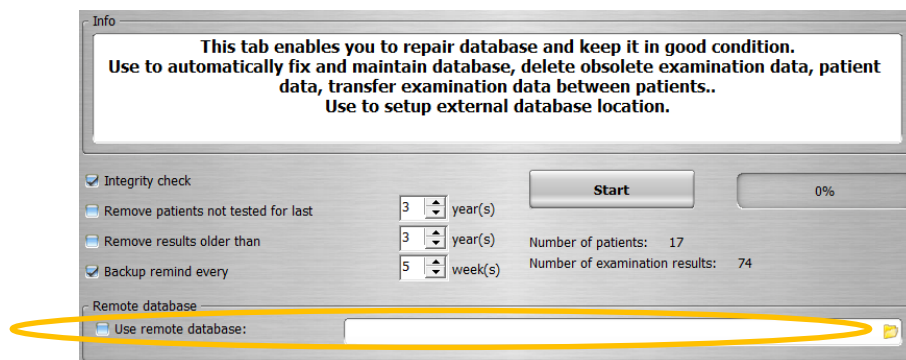 Info
This tab enables you to repair database and keep it in good condition.
Use to automatically fix and maintain database, delete obsolete examination data, patient
data, transfer examination data between patients..
Use to setup external database location.
Integrity check
Start
0%
Remove patients not tested for last 3 year(s)
Remove results older than 3 year(s)
Number of patients: 17
Backup remind every 5 week(s)
Number of examination results: 74
Remote database
Use remote database: